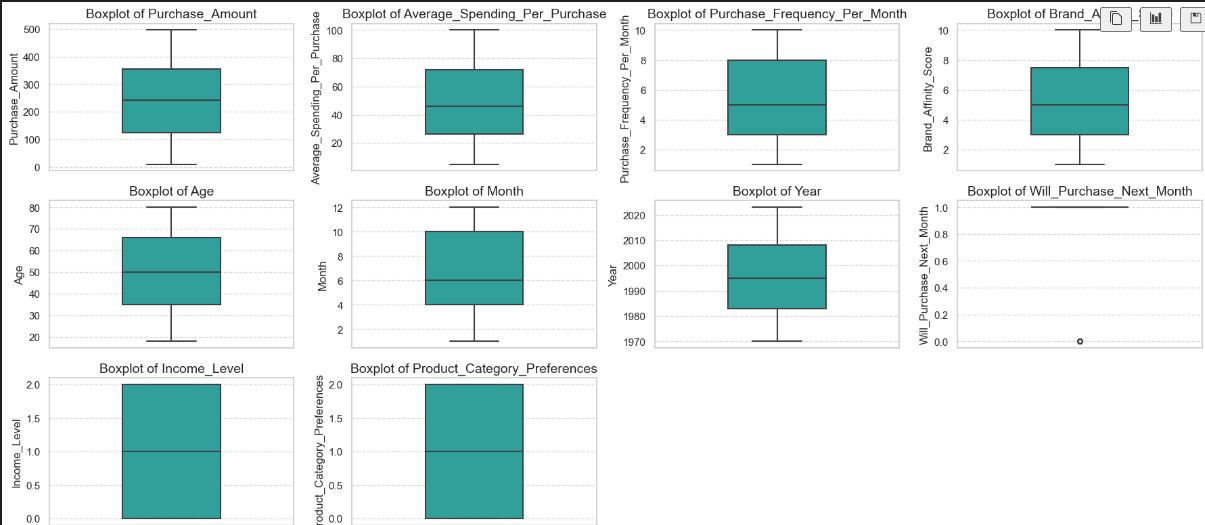 Boxplot of Purchase_Amount
Purchase_Amount
500
400
300
200
100
0
Boxplot of Average_Spending_Per_Purchase
Average_Spending_Per_Purchase
100
80
60
40
20
Boxplot of Purchase_Frequency_Per_Month
Purchase_Frequency_Per_Month
10
8
6
4
2
Boxplot of Brand_A
Brand_Affinity_Score
10
8
6
4
2
Boxplot of Age
Age
80
70
60
50
40
30
20
Boxplot of Month
Month
12
10
8
6
4
2
Boxplot of Year
Year
2020
2010
2000
1990
1980
1970
Boxplot of Will_Purchase_Next_Month
Will_Purchase_Next_Month
1.0
0.8
0.6
0.4
0.2
0.0
Boxplot of Income_Level
Income_Level
2.0
1.5
1.0
0.5
0.0
Boxplot of Product_Category_Preferences
roduct_Category_Preferences
2.0
1.5
1.0
0.5
0.0